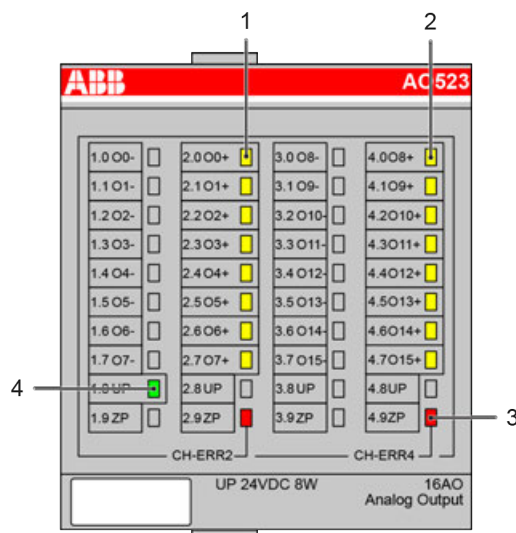 1 2
ABB AO523
1.0 O0- 2.0 O0+ 3.0 O8- 4.0 O8+
1.1 O1- 2.1 O1+ 3.1 O9- 4.1 O9+
1.2 O2- 2.2 O2+ 3.2 O10- 4.2 O10+
1.3 O3- 2.3 O3+ 3.3 O11- 4.3 O11+
1.4 O4- 2.4 O4+ 3.4 O12- 4.4 O12+
1.5 O5- 2.5 O5+ 3.5 O13- 4.5 O13+
1.6 O6- 2.6 O6+ 3.6 O14- 4.6 O14+
1.7 O7- 2.7 O7+ 3.7 O15- 4.7 O15+
4 1.8 UP 2.8 UP 3.8 UP 4.8 UP
1.9 ZP 2.9 ZP 3.9 ZP 4.9 ZP 3
CH-ERR2 CH-ERR4
UP 24VDC 8W 16AO
Analog Output